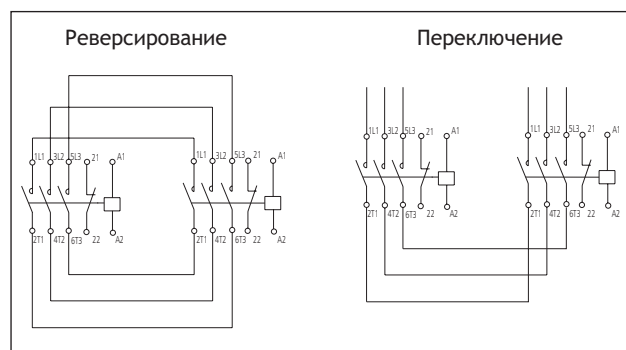 Реверсирование Переключение
1L1 3L2 5L3 21 A1 1L1 3L2 5L3 21 A1
2T1 4T2 6T3 22 A2 2T1 4T2 6T3 22 A2
1L1 3L2 5L3 21 A1 1L1 3L2 5L3 21 A1
2T1 4T2 6T3 22 A2 2T1 4T2 6T3 22 A2